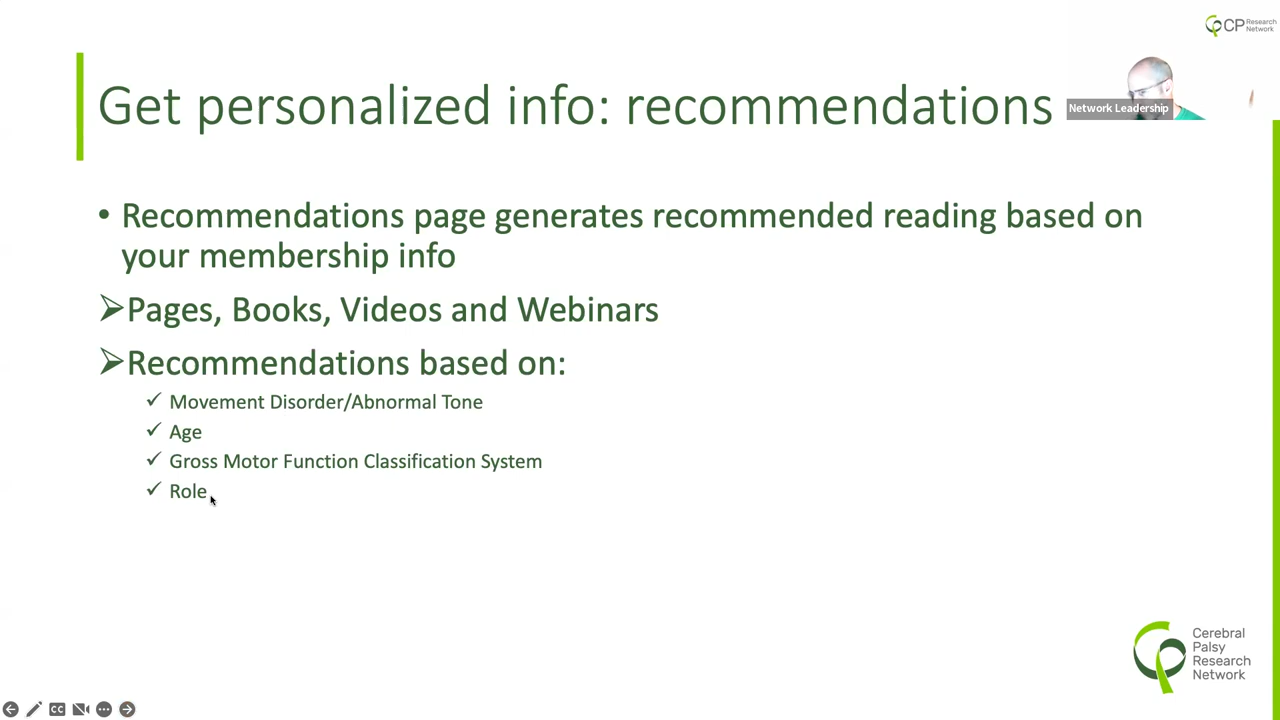 CP Research
Network
Get personalized info: recommendations
Network Leadership
• Recommendations page generates recommended reading based on
your membership info
➢Pages, Books, Videos and Webinars
➢Recommendations based on:
✓ Movement Disorder/Abnormal Tone
✓ Age
✓ Gross Motor Function Classification System
✓ Role
Cerebral
Palsy
Research
Network
CC